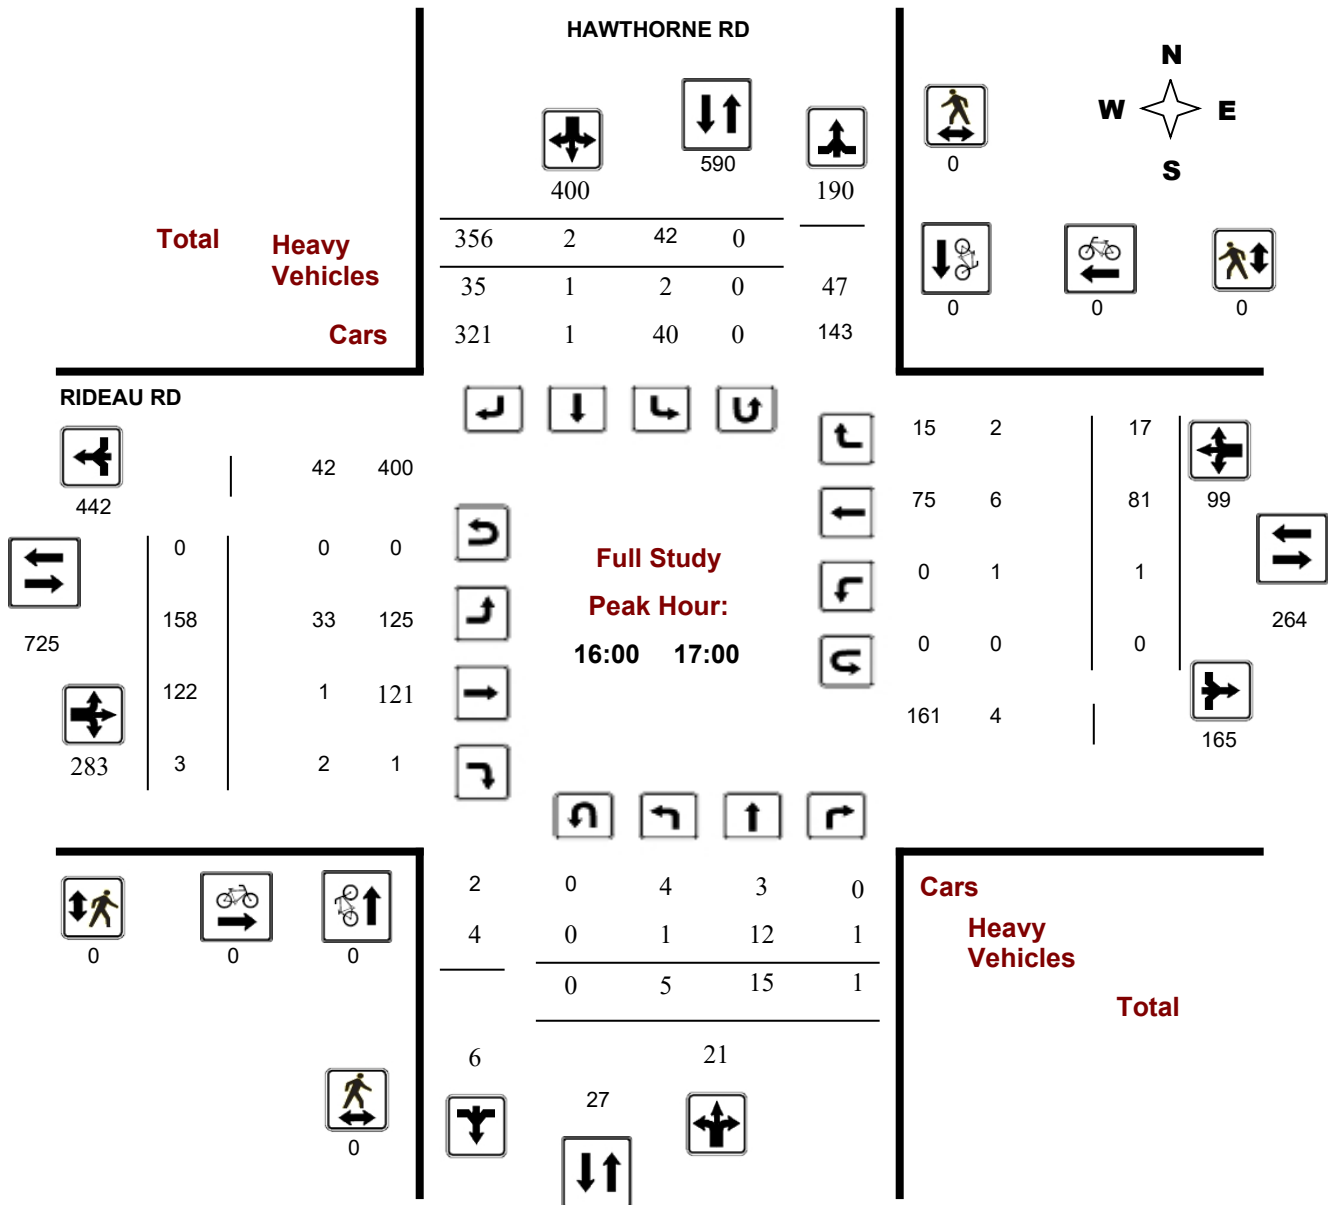 HAWTHORNE RD
N
W E
S
400
590
190
0
Total
Heavy
Vehicles
Cars
356 2 42 0
35 1 2 0 47
321 1 40 0 143
0 0 0
RIDEAU RD
442
42 400
0 0 0
725
158 33 125
122 1 121
283
3 2 1
Full Study
Peak Hour:
16:00 17:00
15 2 17
75 6 81 99
0 1 1
264
0 0 0
161 4
165
2 0 4 3 0
4 0 1 12 1
0 5 15 1
6
21
27
0 0 0
0
Cars
Heavy
Vehicles
Total